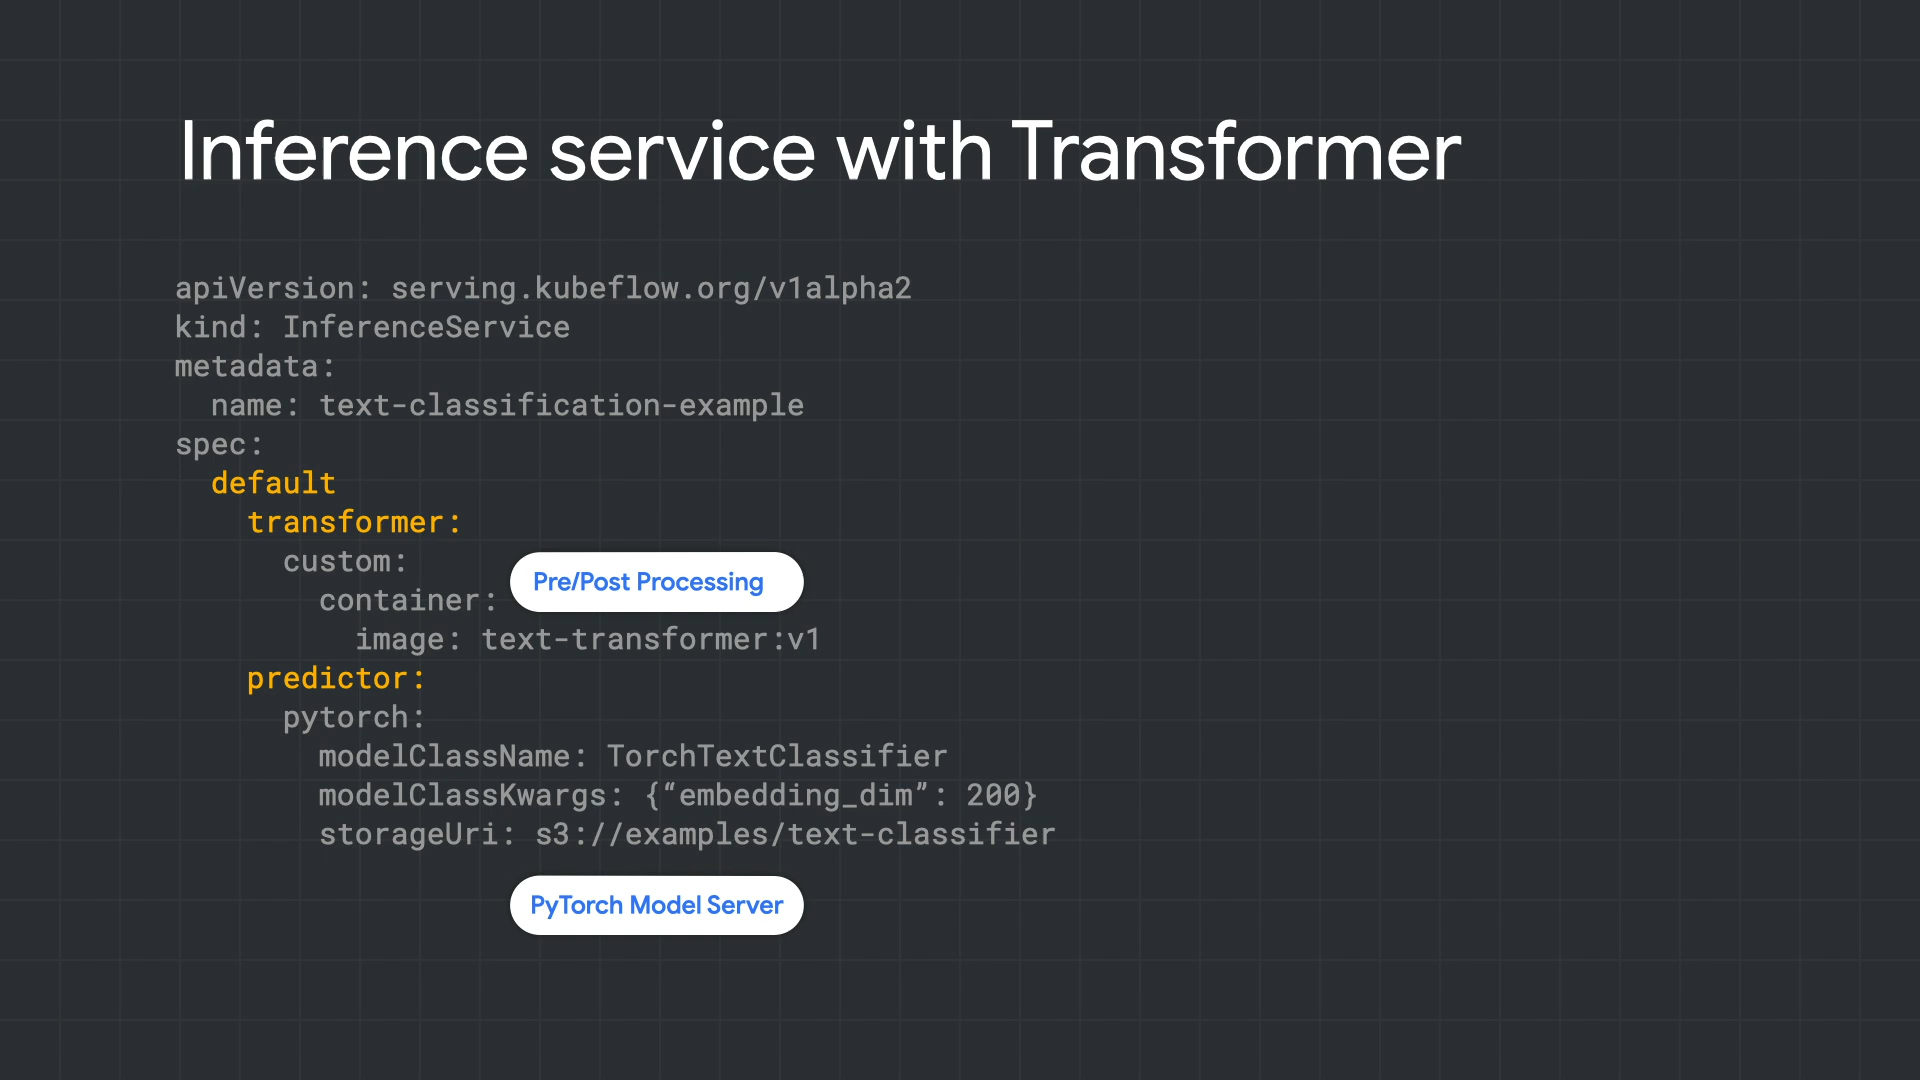 Inference service with Transformer
apiVersion: serving.kubeflow.org/v1alpha2
kind: InferenceService
metadata:
  name: text-classification-example
spec:
  default
    transformer:
      custom:
Pre/Post Processing
        container:
          image: text-transformer:v1
    predictor:
      pytorch:
        modelClassName: TorchTextClassifier
        modelClassKwargs: {“embedding_dim”: 200}
        storageUri: s3://examples/text-classifier
PyTorch Model Server